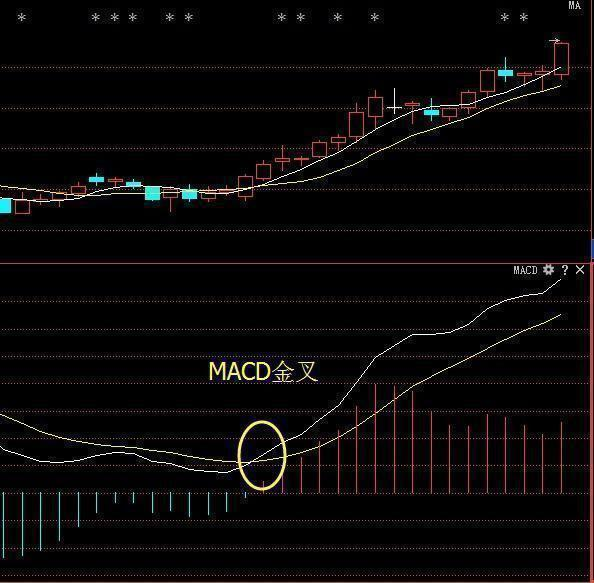 * * * * * * * * * * * *
MA
MACD ? ×
MACD金叉